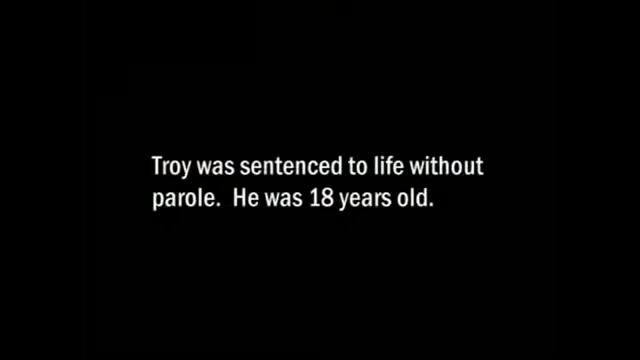 Troy was sentenced to life without
parole.  He was 18 years old.